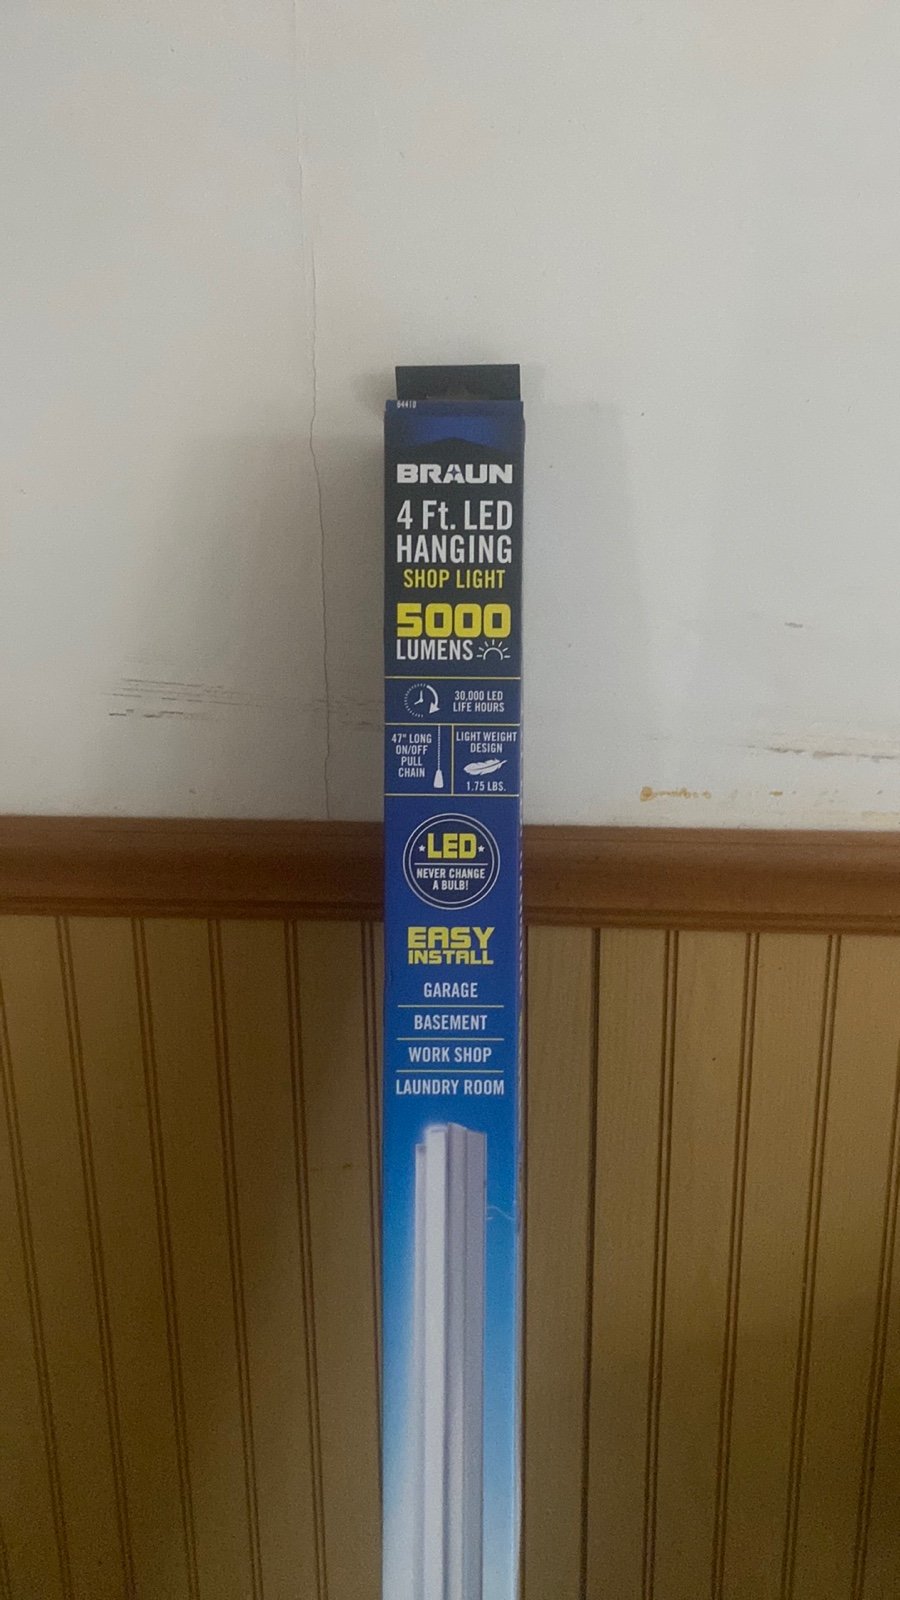 64410
BRAUN
4 Ft. LED
HANGING
SHOP LIGHT
5000
LUMENS
30,000 LED
LIFE HOURS
47" LONG
ON/OFF
PULL
CHAIN
LIGHT WEIGHT
DESIGN
1.75 LBS.
LED
NEVER CHANGE
A BULB!
EASY
INSTALL
GARAGE
BASEMENT
WORK SHOP
LAUNDRY ROOM